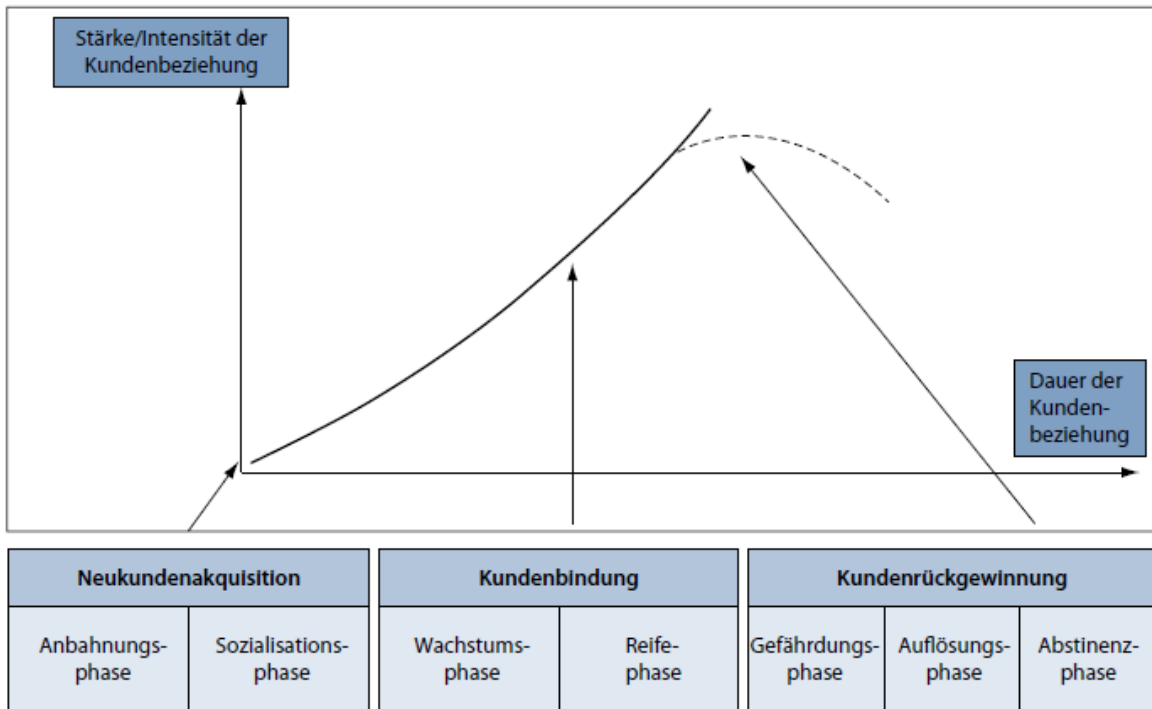 Stärke/Intensität der
Kundenbeziehung
Dauer der
Kunden-
beziehung
Neukundenakquisition
Kundenbindung
Kundenrückgewinnung
Anbahnungs-
phase
Sozialisations-
phase
Wachstums-
phase
Reife-
phase
Gefährdungs-
phase
Auflösungs-
phase
Abstinenz-
phase